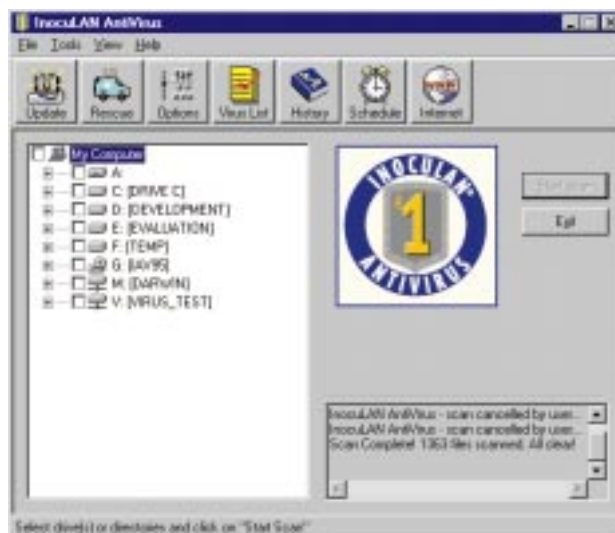 InocuLAN AntiVirus
File Tools View Help
Update Rescue Options Virus List History Schedule Internet
My Computer
A:
C: [DRIVE C]
D: [DEVELOPMENT]
E: [EVALUATION]
F: [TEMP]
G: [IAV95]
M: [DARWIN]
V: [VIRUS_TEST]
INOCULAN
1
ANTIVIRUS
Start scan
Exit
InocuLAN AntiVirus - scan cancelled by user...
InocuLAN AntiVirus - scan cancelled by user...
Scan Complete! 1363 files scanned. All clear!
Select drive(s) or directories and click on "Start Scan"